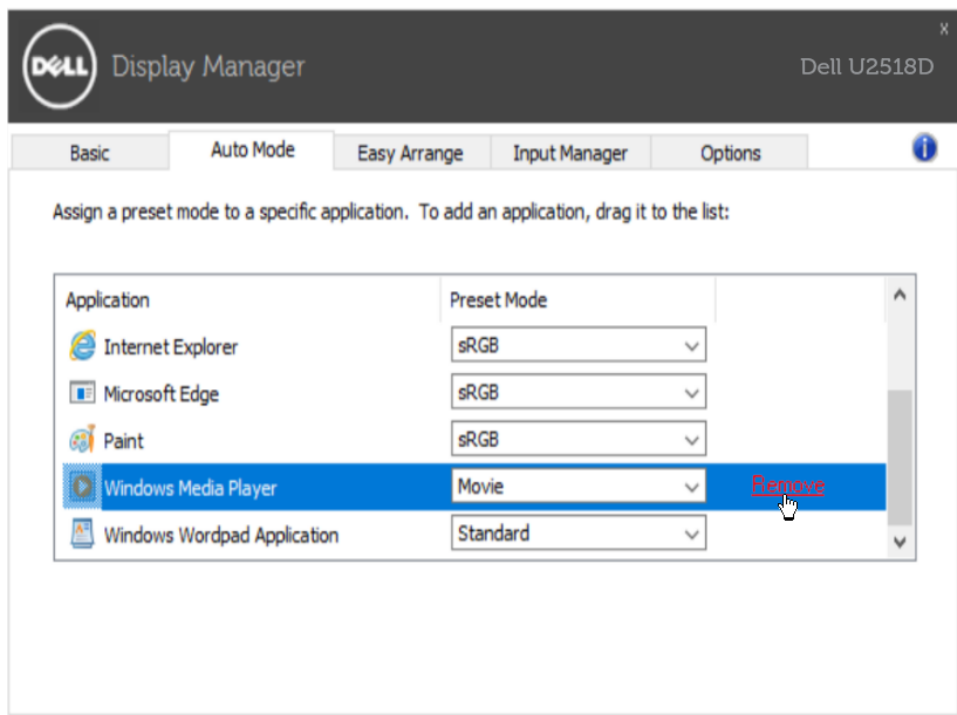 x
DELL Display Manager Dell U2518D
Basic Auto Mode Easy Arrange Input Manager Options i
Assign a preset mode to a specific application. To add an application, drag it to the list:
Application Preset Mode
Internet Explorer sRGB
Microsoft Edge sRGB
Paint sRGB
Windows Media Player Movie Remove
Windows Wordpad Application Standard